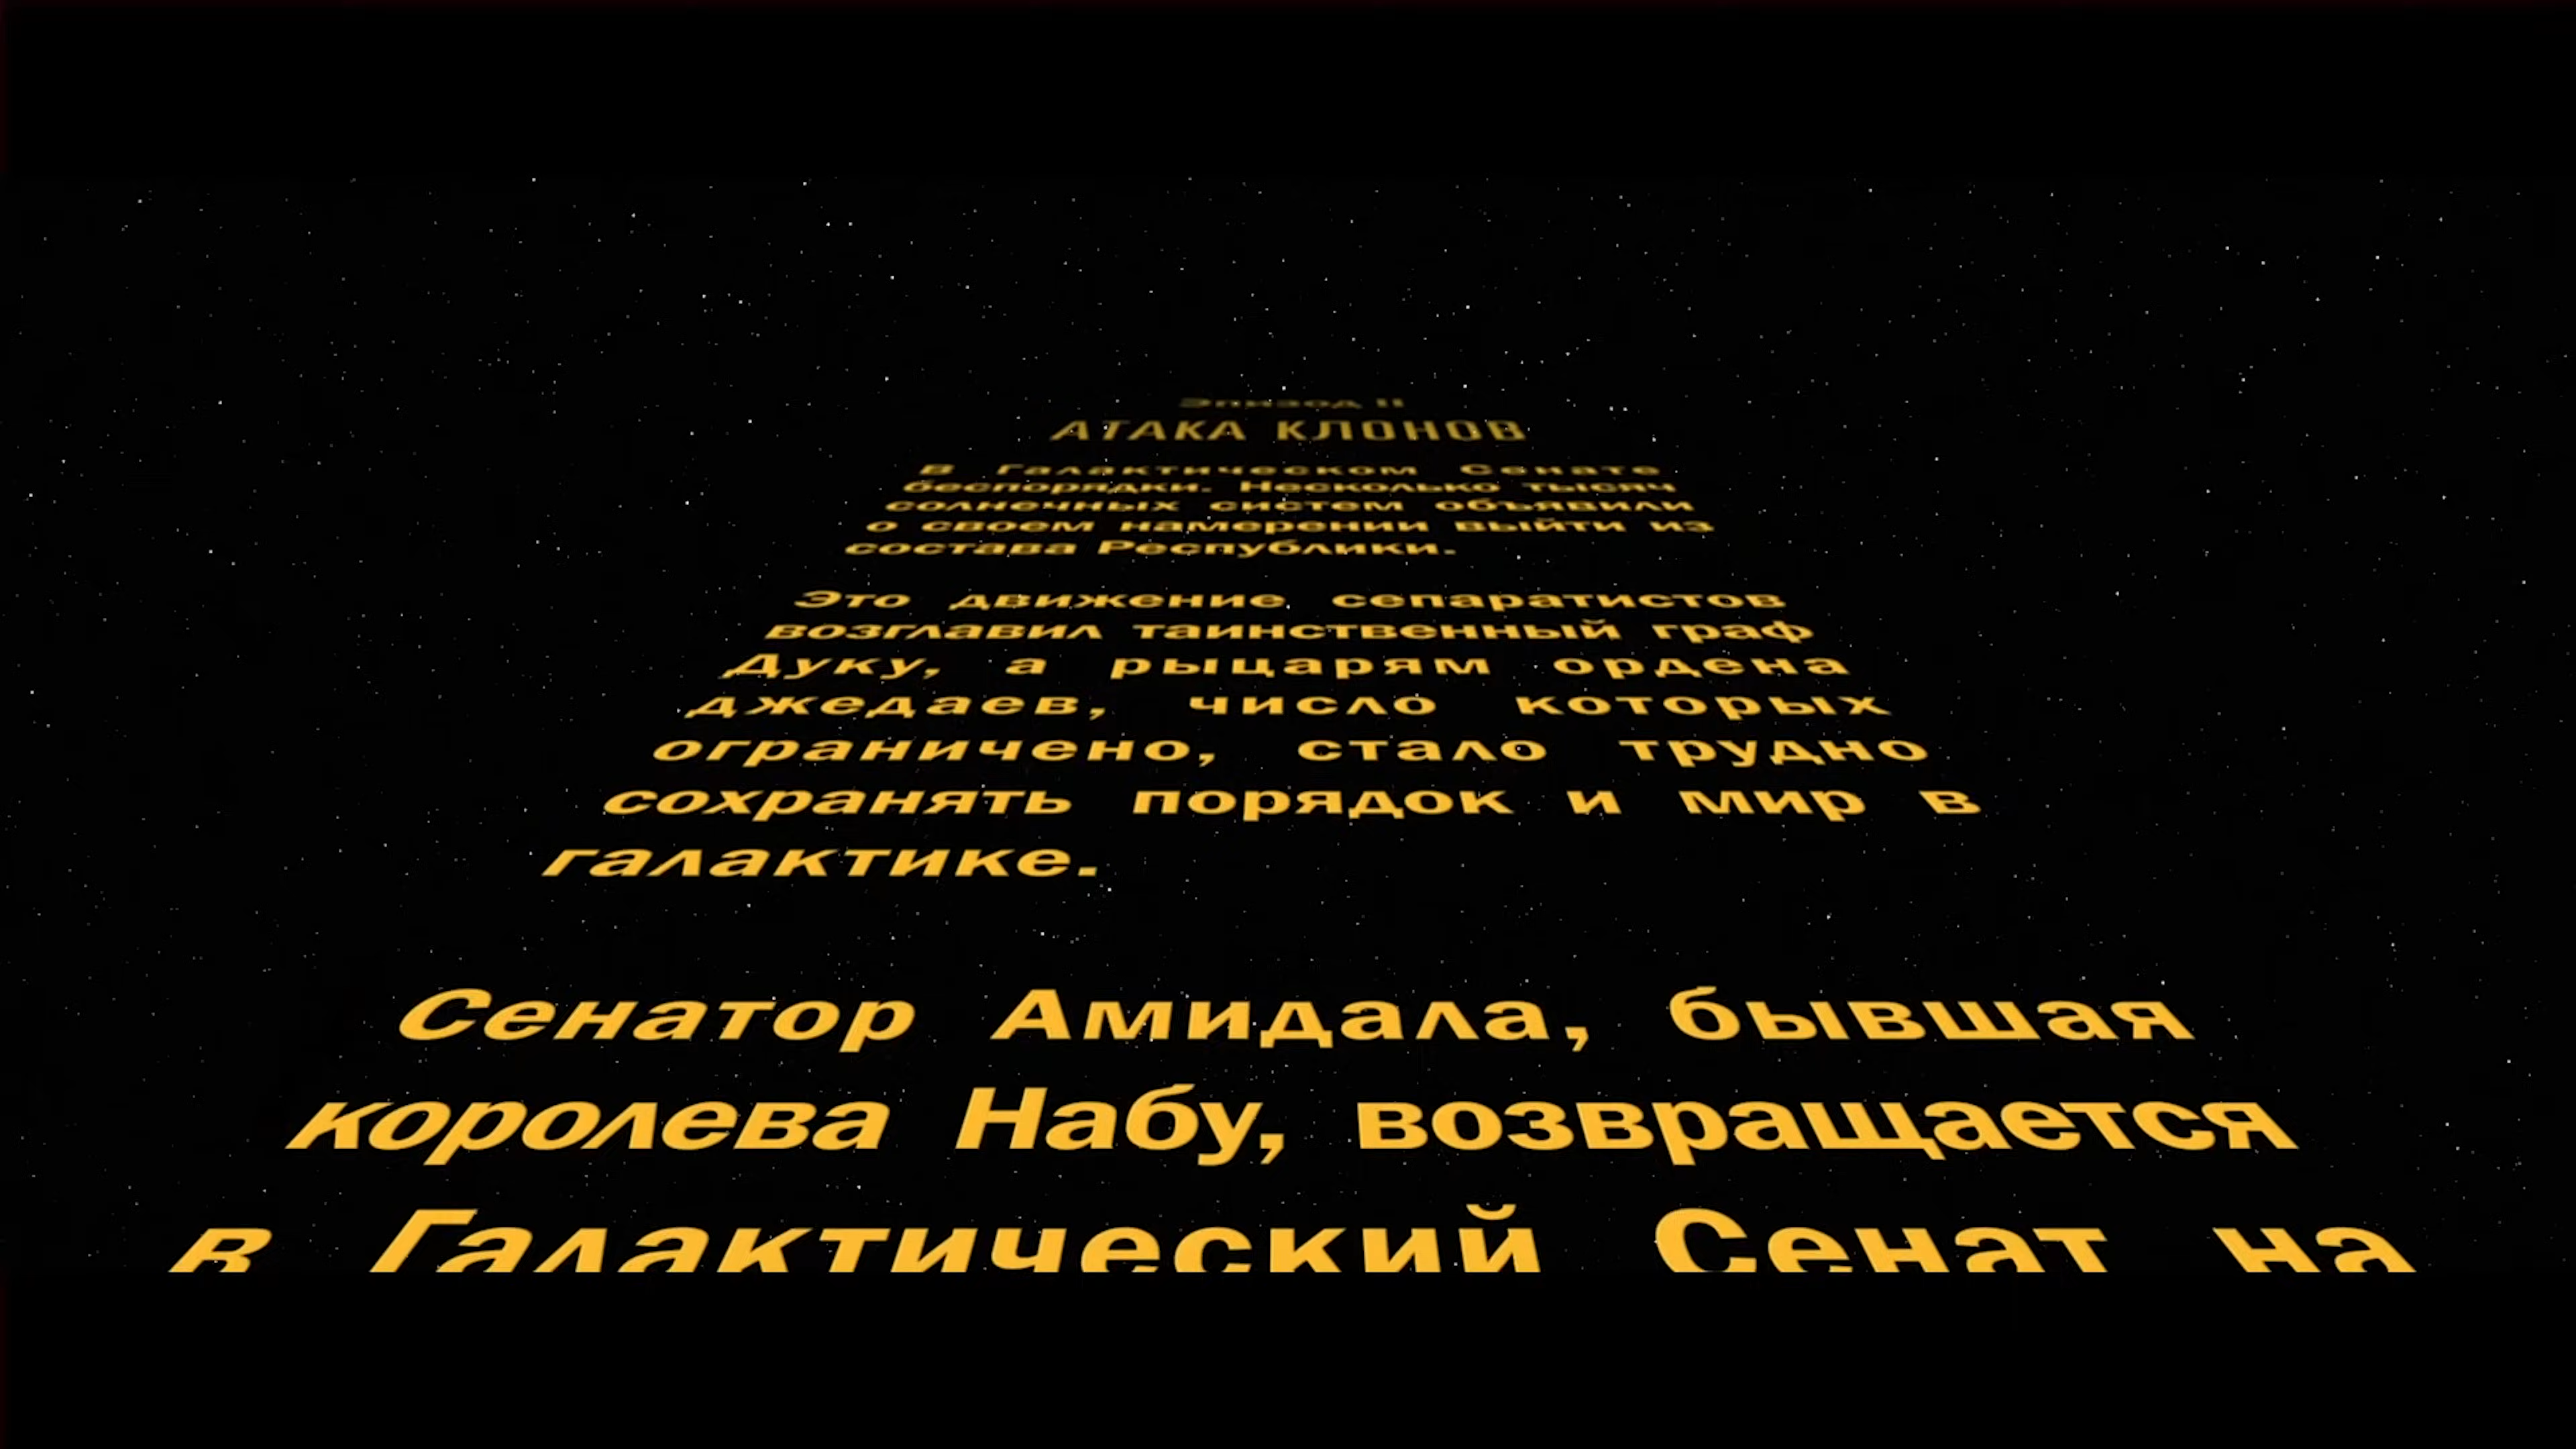 Эпизод II
АТАКА КЛОНОВ
В Галактическом Сенате
беспорядки. Несколько тысяч
солнечных систем объявили
о своем намерении выйти из
состава Республики.
Это движение сепаратистов
возглавил таинственный граф
Дуку, а рыцарям ордена
джедаев, число которых
ограничено, стало трудно
сохранять порядок и мир в
галактике.
Сенатор Амидала, бывшая
королева Набу, возвращается
в Галактический Сенат на